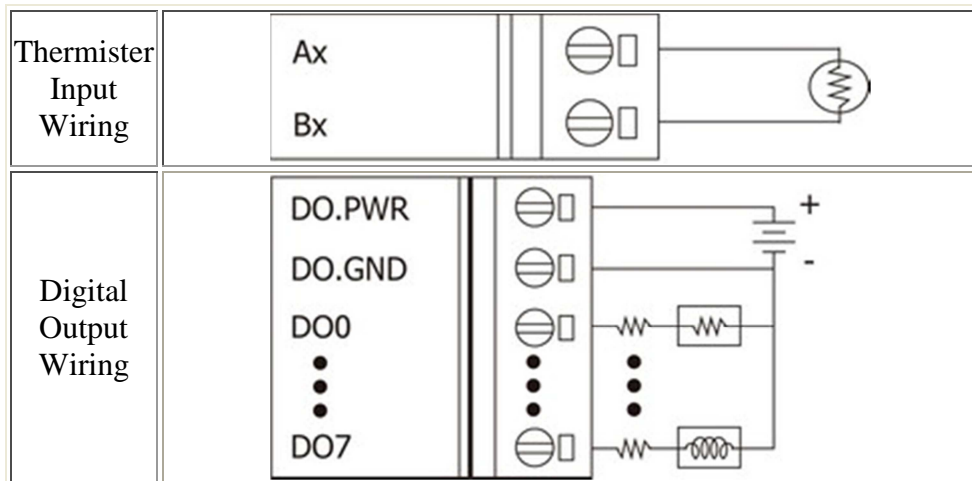 Thermister
Input
Wiring
Ax
Bx
Digital
Output
Wiring
DO.PWR
DO.GND
DO0
DO7
+
-